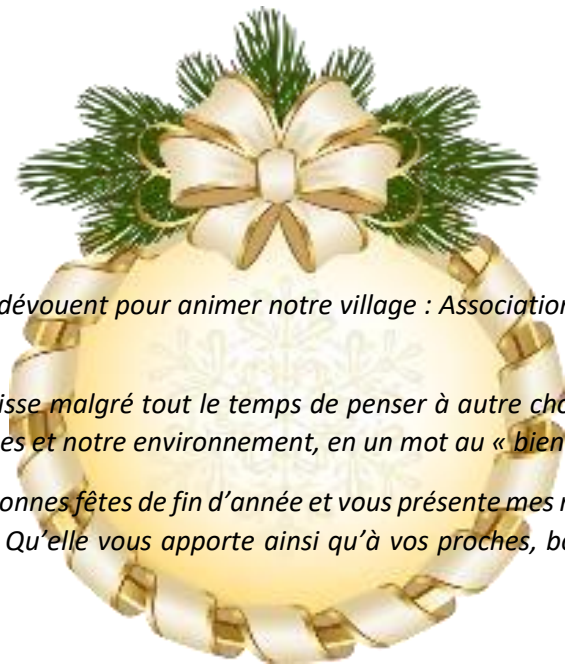 dévouent pour animer notre village : Association
isse malgré tout le temps de penser à autre cho
es et notre environnement, en un mot au « bien
onnes fêtes de fin d’année et vous présente mes
Qu’elle vous apporte ainsi qu’à vos proches, bo